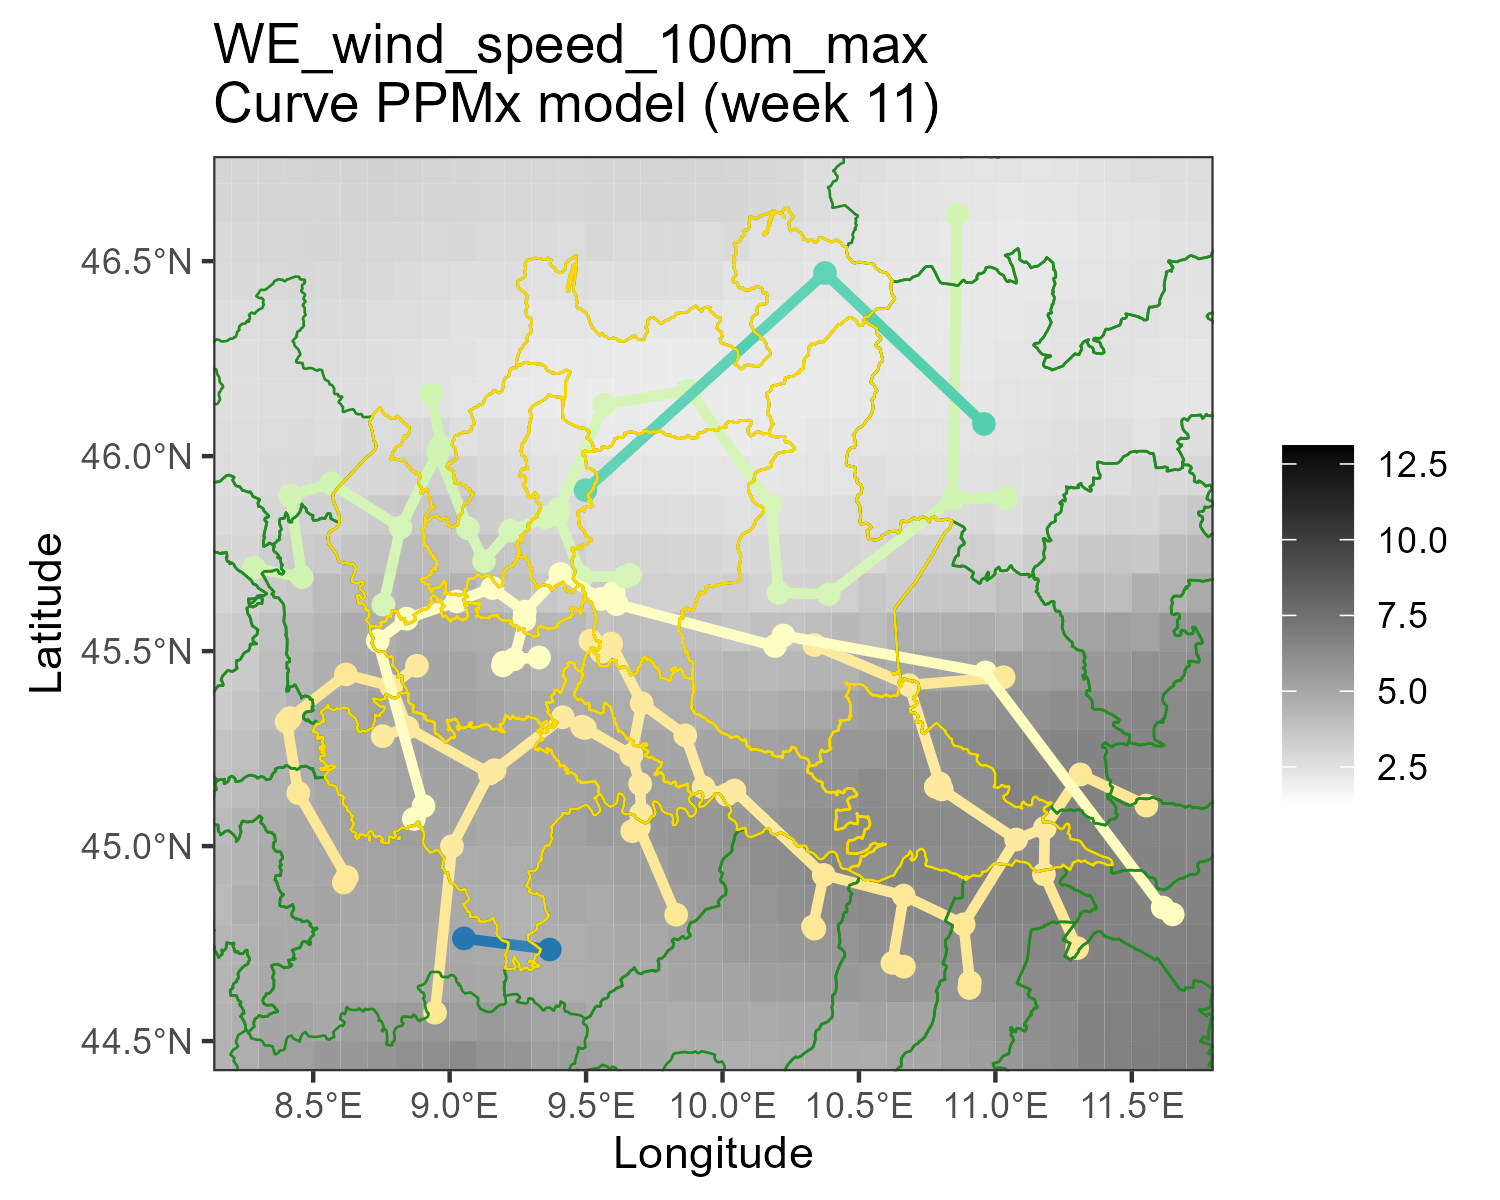 WE_wind_speed_100m_max
Curve PPMx model (week 11)
Latitude
46.5°N
46.0°N
45.5°N
45.0°N
44.5°N
8.5°E 9.0°E 9.5°E 10.0°E 10.5°E 11.0°E 11.5°E
Longitude
12.5
10.0
7.5
5.0
2.5